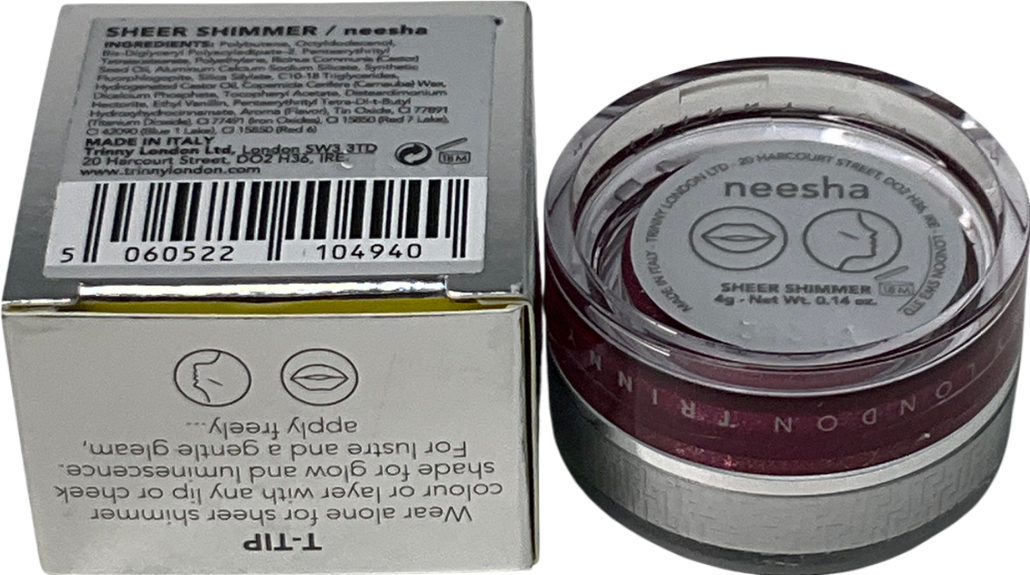 SHEER SHIMMER / neesha
INGREDIENTS: Polybutene, Octyldodecanol,
Bis-Diglyceryl Polyacyladipate-2, Pentaerythrityl
Tetraisostearate, Polyethylene, Ricinus Communis (Castor)
Seed Oil, Aluminum Calcium Sodium Silicate, Synthetic
Fluorphlogopite, Silica Silylate, C10-18 Triglycerides,
Hydrogenated Castor Oil, Copernicia Cerifera (Carnauba) Wax,
Dicalcium Phosphate, Tocopheryl Acetate, Disteardimonium
Hectorite, Ethyl Vanillin, Pentaerythrityl Tetra-Di-t-Butyl
Hydroxyhydrocinnamate, Aroma (Flavor), Tin Oxide, CI 77891
(Titanium Dioxide), CI 77491 (Iron Oxides), CI 15850 (Red 7 Lake),
CI 42090 (Blue 1 Lake), CI 15850 (Red 6)
MADE IN ITALY
Trinny London Ltd, London SW3 3TD
20 Harcourt Street, DO2 H36, IRE
www.trinnylondon.com
18 M
5 060522 104940
T-TIP
Wear alone for sheer shimmer
colour or layer with any lip or cheek
shade for glow and luminescence.
For lustre and a gentle gleam,
apply freely...
MADE IN ITALY - TRINNY LONDON LTD - 20 HARCOURT STREET, DO2 H36, IRE - LONDON SW3 3TD
neesha
SHEER SHIMMER
4g - Net Wt. 0.14 oz.
18 M
LONDON TRINNY